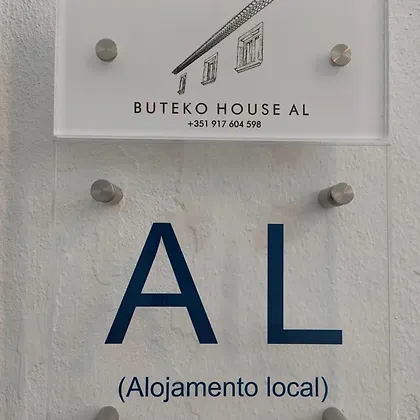 BUTEKO HOUSE AL
+351 917 604 598
AL
(Alojamento local)